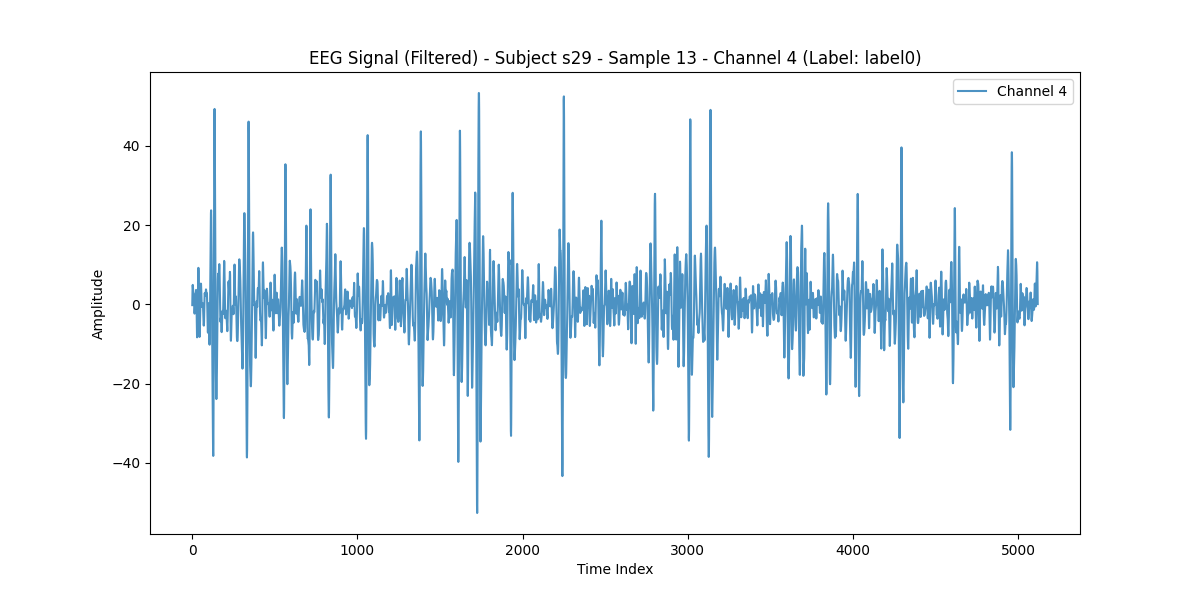 EEG Signal (Filtered) - Subject s29 - Sample 13 - Channel 4 (Label: label0)
Channel 4
40
20
0
−20
−40
Amplitude
0 1000 2000 3000 4000 5000
Time Index